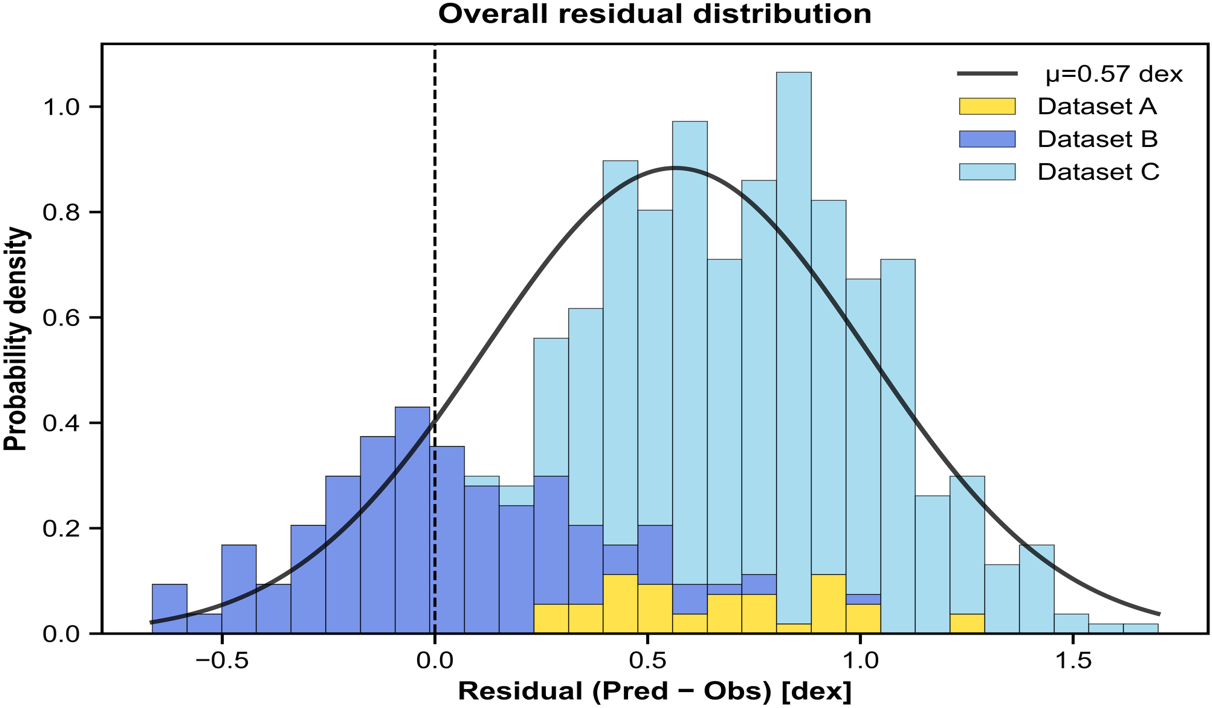 Overall residual distribution
μ=0.57 dex
Dataset A
Dataset B
Dataset C
Probability density
1.0
0.8
0.6
0.4
0.2
0.0
−0.5
0.0
0.5
1.0
1.5
Residual (Pred − Obs) [dex]